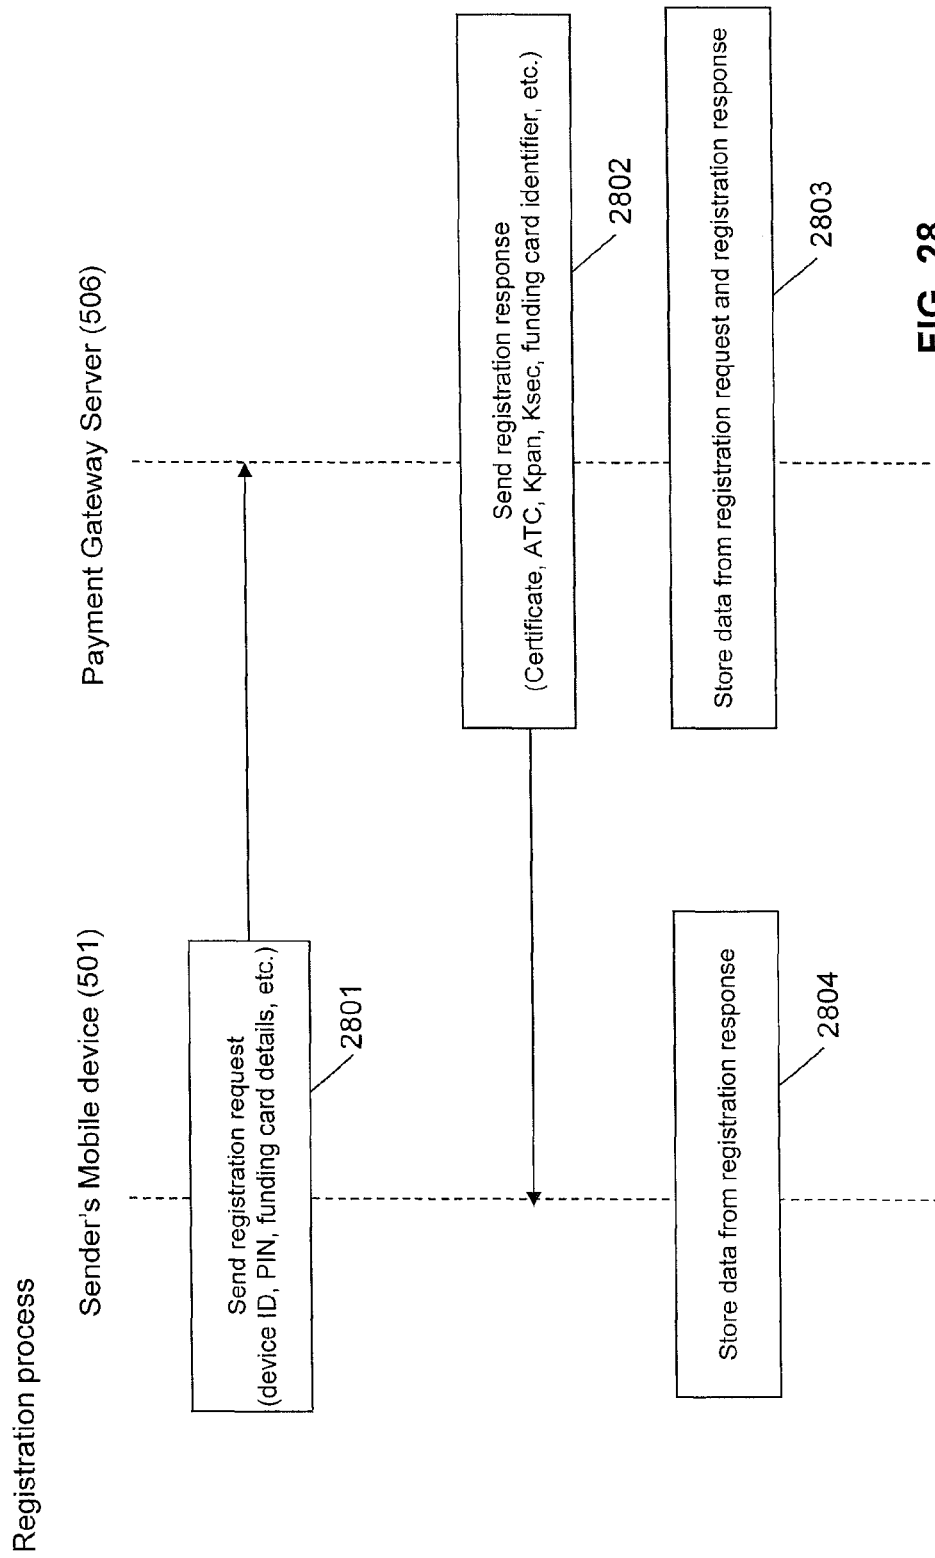 Registration process
Sender's Mobile device (501)
Payment Gateway Server (506)
Send registration request
(device ID, PIN, funding card details, etc.)
2801
Send registration response
(Certificate, ATC, Kpan, Ksec, funding card identifier, etc.)
2802
Store data from registration request and registration response
2803
Store data from registration response
2804
FIG. 28